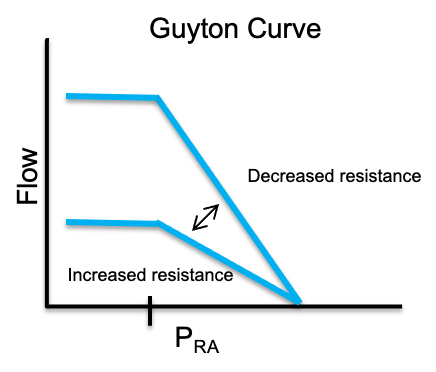 Guyton Curve
Flow
Decreased resistance
Increased resistance
PRA